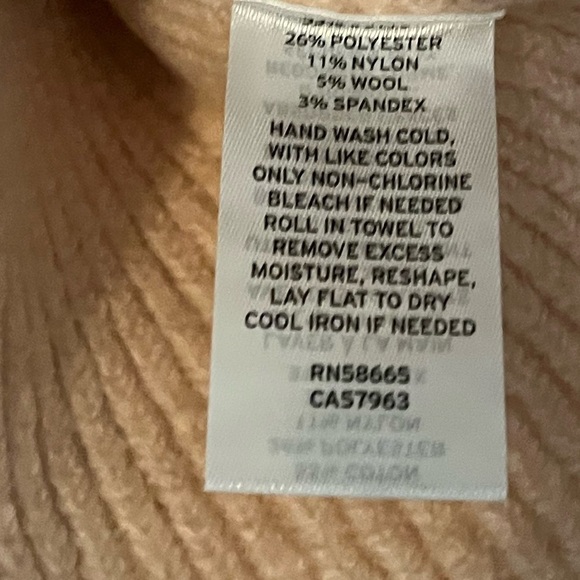 26% POLYESTER
11% NYLON
5% WOOL
3% SPANDEX
HAND WASH COLD,
WITH LIKE COLORS
ONLY NON-CHLORINE
BLEACH IF NEEDED
ROLL IN TOWEL TO
REMOVE EXCESS
MOISTURE, RESHAPE,
LAY FLAT TO DRY
COOL IRON IF NEEDED
RN58665
CA57963